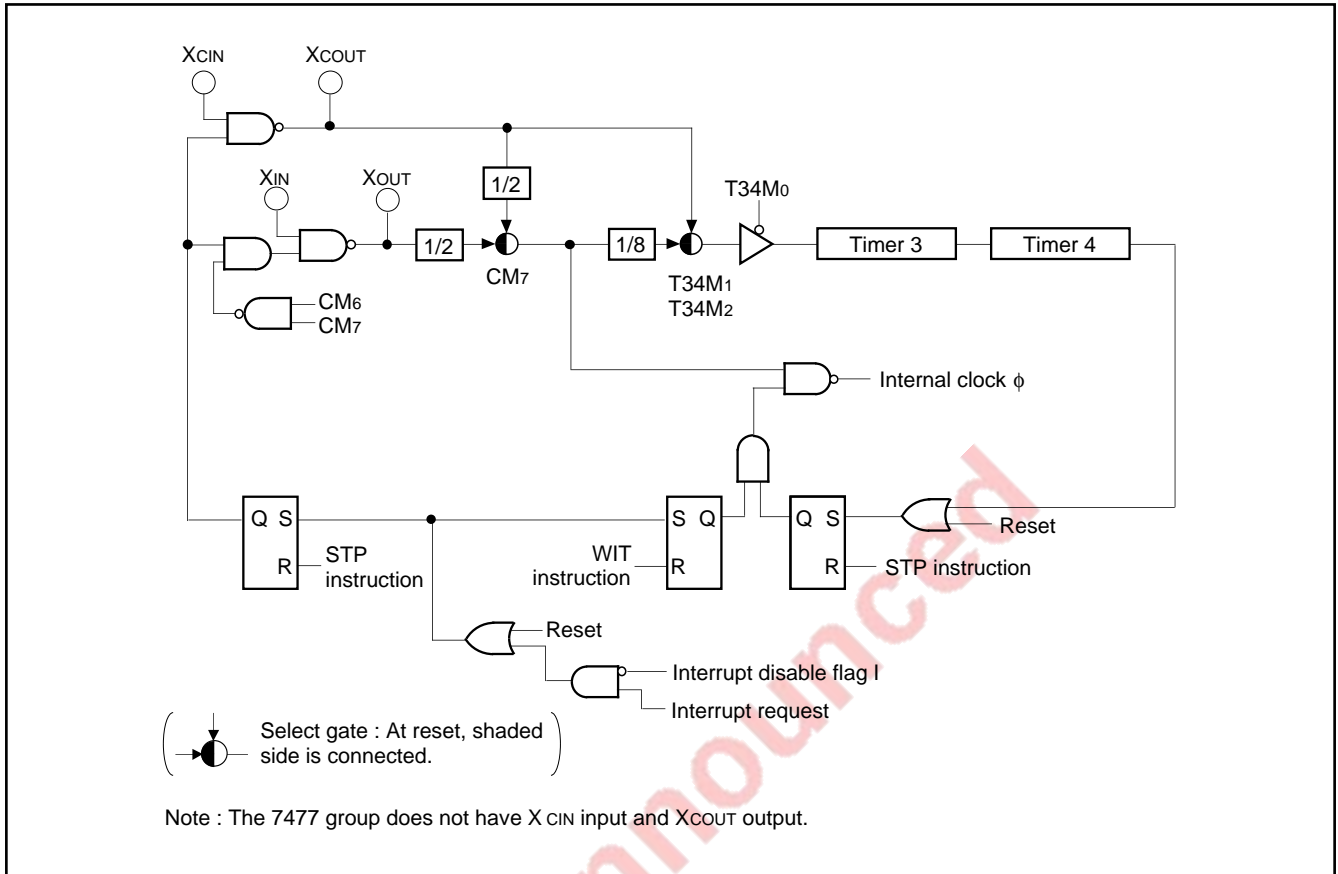 XCIN XCOUT
XIN XOUT
1/2
T34M0
1/2
1/8
Timer 3
Timer 4
CM7
T34M1
T34M2
CM6
CM7
Internal clock ϕ
Q S
R
STP
instruction
S Q
R
WIT
instruction
Q S
R
Reset
STP instruction
Reset
Interrupt disable flag I
Interrupt request
Select gate : At reset, shaded
side is connected.
Note : The 7477 group does not have X CIN input and XCOUT output.
nnounced